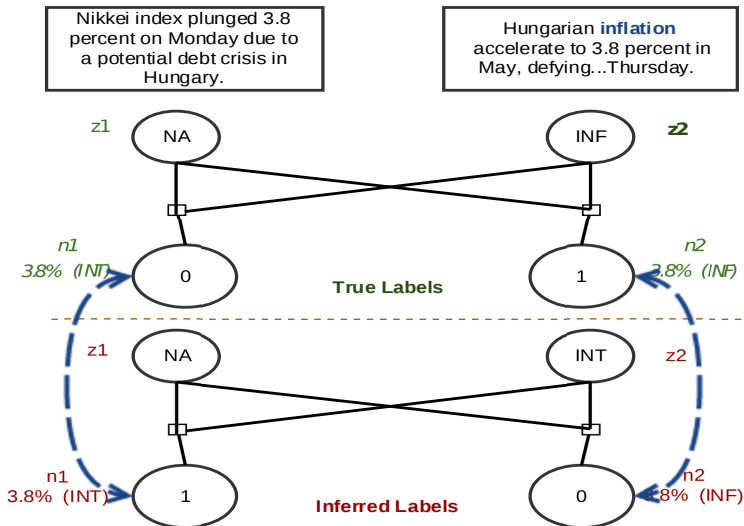 Nikkei index plunged 3.8
percent on Monday due to
a potential debt crisis in
Hungary.
Hungarian inflation
accelerate to 3.8 percent in
May, defying...Thursday.
z1
NA
INF
z2
n1
3.8% (INT)
0
1
n2
3.8% (INF)
True Labels
z1
NA
INT
z2
n1
3.8% (INT)
1
0
n2
3.8% (INF)
Inferred Labels